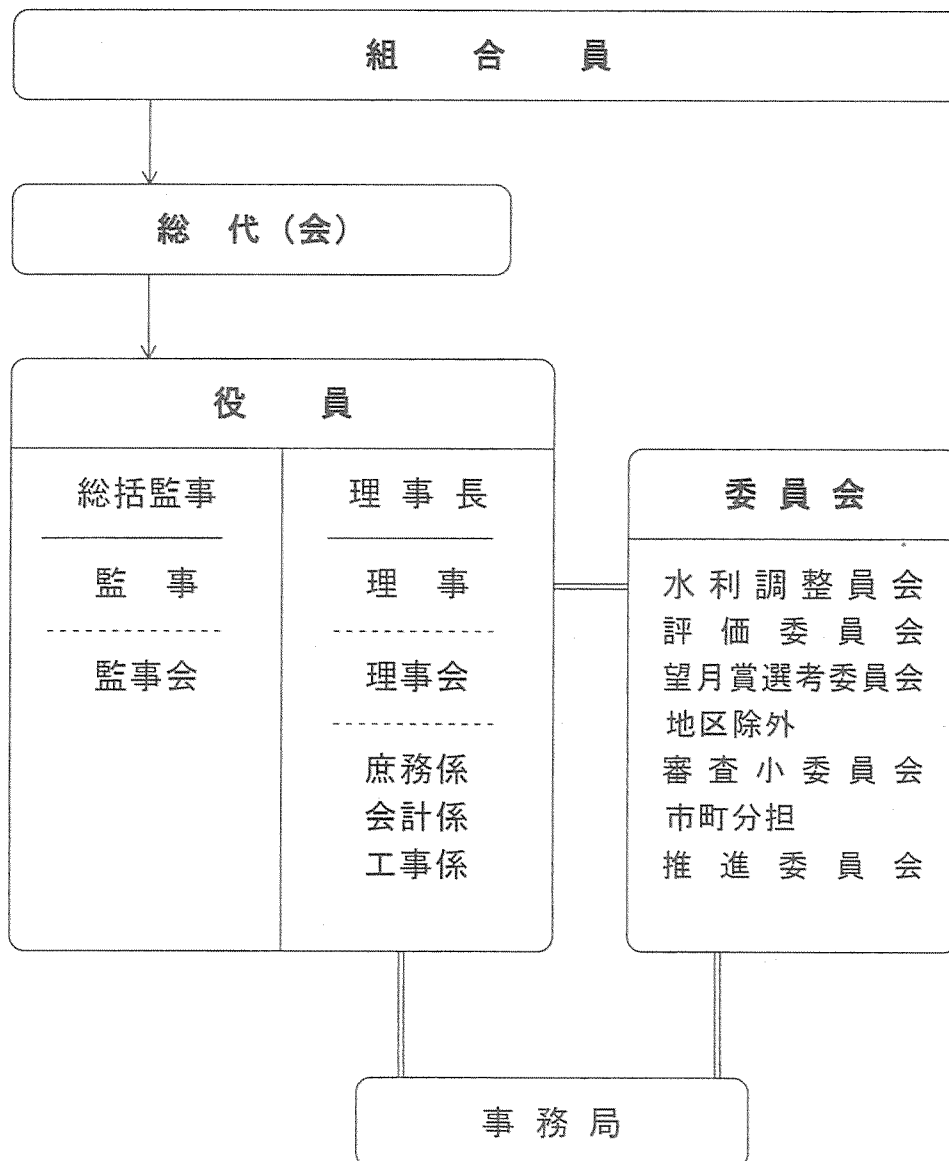 組合員
総代(会)
役員
総括監事
監事
監事会
理事長
理事
理事会
庶務係
会計係
工事係
委員会
水利調整員会
評価委員会
望月賞選考委員会
地区除外
審査小委員会
市町分担
推進委員会
事務局